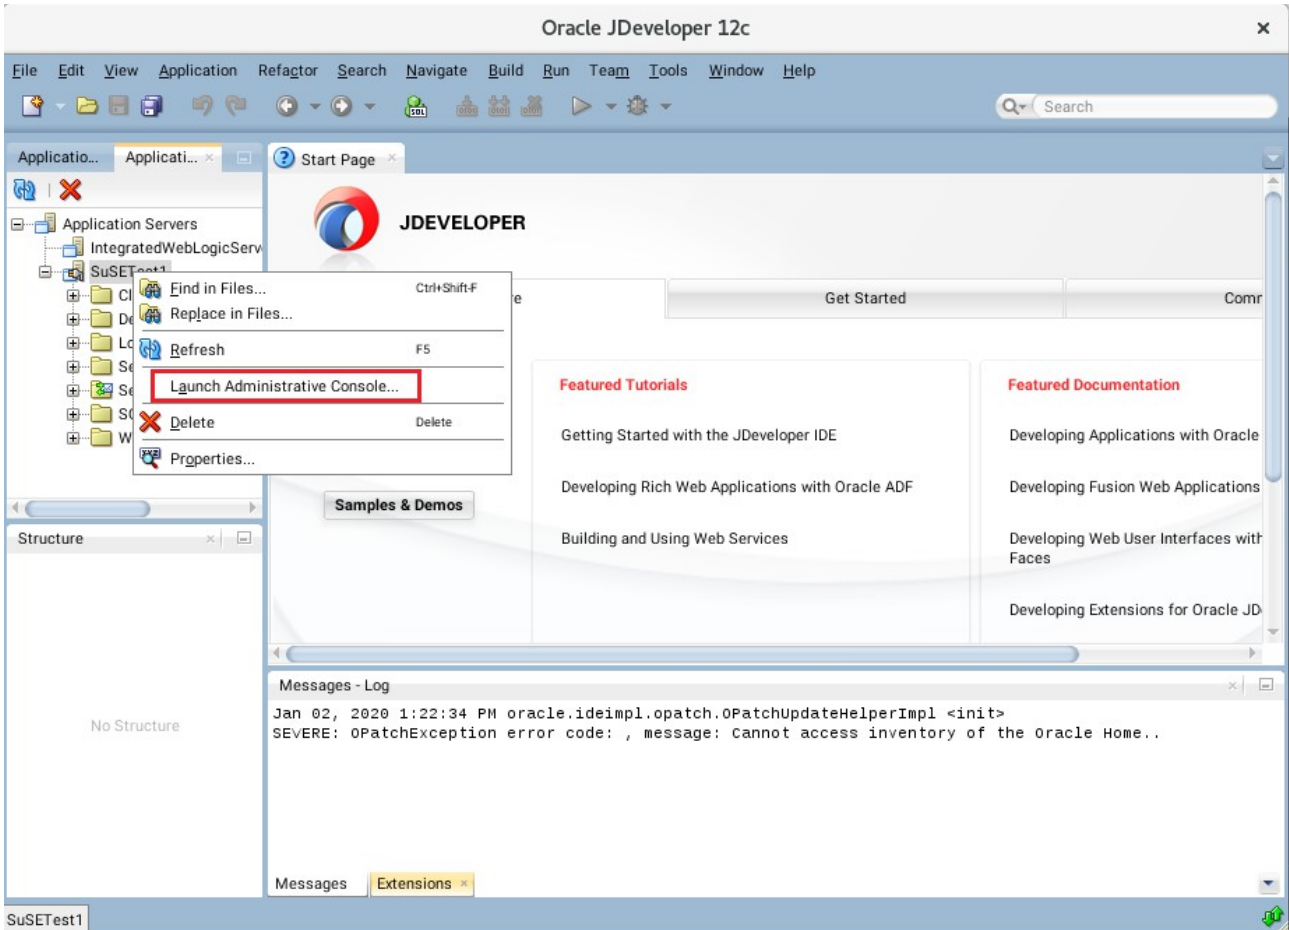 Oracle JDeveloper 12c
File Edit View Application Refactor Search Navigate Build Run Team Tools Window Help
Search
Applicatio... Applicati...
Start Page
JDEVELOPER
Application Servers
IntegratedWebLogicServ
SuSETest1
Find in Files... Ctrl+Shift-F
Replace in Files...
Refresh F5
Launch Administrative Console...
Delete Delete
Properties...
Get Started
Comm
Featured Tutorials
Getting Started with the JDeveloper IDE
Developing Rich Web Applications with Oracle ADF
Building and Using Web Services
Featured Documentation
Developing Applications with Oracle
Developing Fusion Web Applications
Developing Web User Interfaces with
Faces
Developing Extensions for Oracle JD
Samples & Demos
Structure
No Structure
Messages - Log
Jan 02, 2020 1:22:34 PM oracle.ideimpl.opatch.OPatchUpdateHelperImpl <init>
SEVERE: OPatchException error code: , message: Cannot access inventory of the Oracle Home..
Messages Extensions
SuSETest1